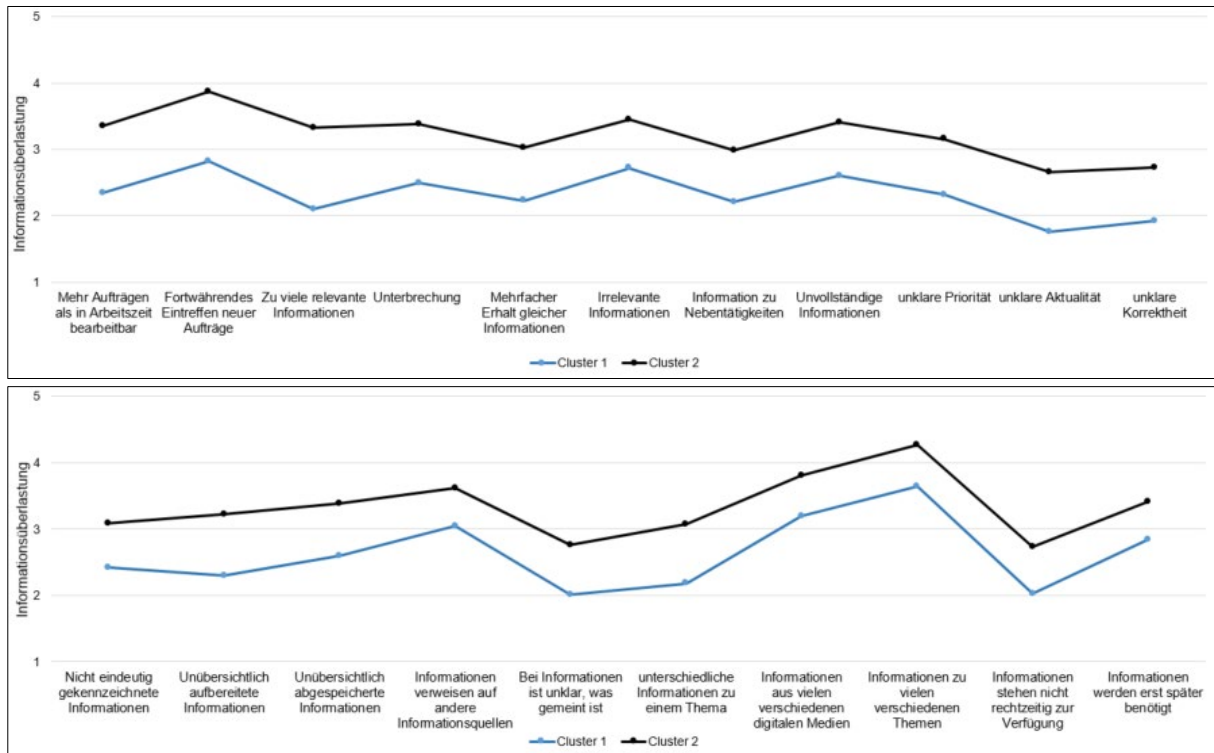 5
4
3
2
1
Informationsüberlastung
Mehr Aufträgen
als in Arbeitszeit
bearbeitbar
Fortwährendes
Eintreffen neuer
Aufträge
Zu viele relevante
Informationen
Unterbrechung
Mehrfacher
Erhalt gleicher
Informationen
Irrelevante
Informationen
Information zu
Nebentätigkeiten
Unvollständige
Informationen
unklare Priorität
unklare Aktualität
unklare
Korrektheit
Cluster 1
Cluster 2
5
4
3
2
1
Informationsüberlastung
Nicht eindeutig
gekennzeichnete
Informationen
Unübersichtlich
aufbereitete
Informationen
Unübersichtlich
abgespeicherte
Informationen
Informationen
verweisen auf
andere
Informationsquellen
Bei Informationen
ist unklar, was
gemeint ist
unterschiedliche
Informationen zu
einem Thema
Informationen
aus vielen
verschiedenen
digitalen Medien
Informationen zu
vielen
verschiedenen
Themen
Informationen
stehen nicht
rechtzeitig zur
Verfügung
Informationen
werden erst später
benötigt
Cluster 1
Cluster 2